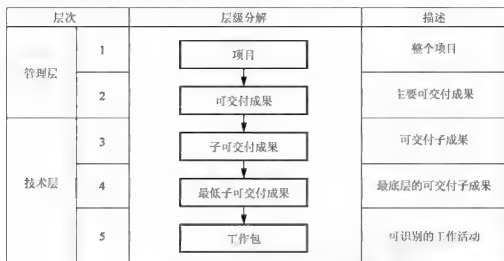 层次 层级分解 描述
管理层
1 项目 整个项目
2 可交付成果 主要可交付成果
技术层
3 子可交付成果 可交付子成果
4 最低子可交付成果 最底层的可交付子成果
5 工作包 可识别的工作活动